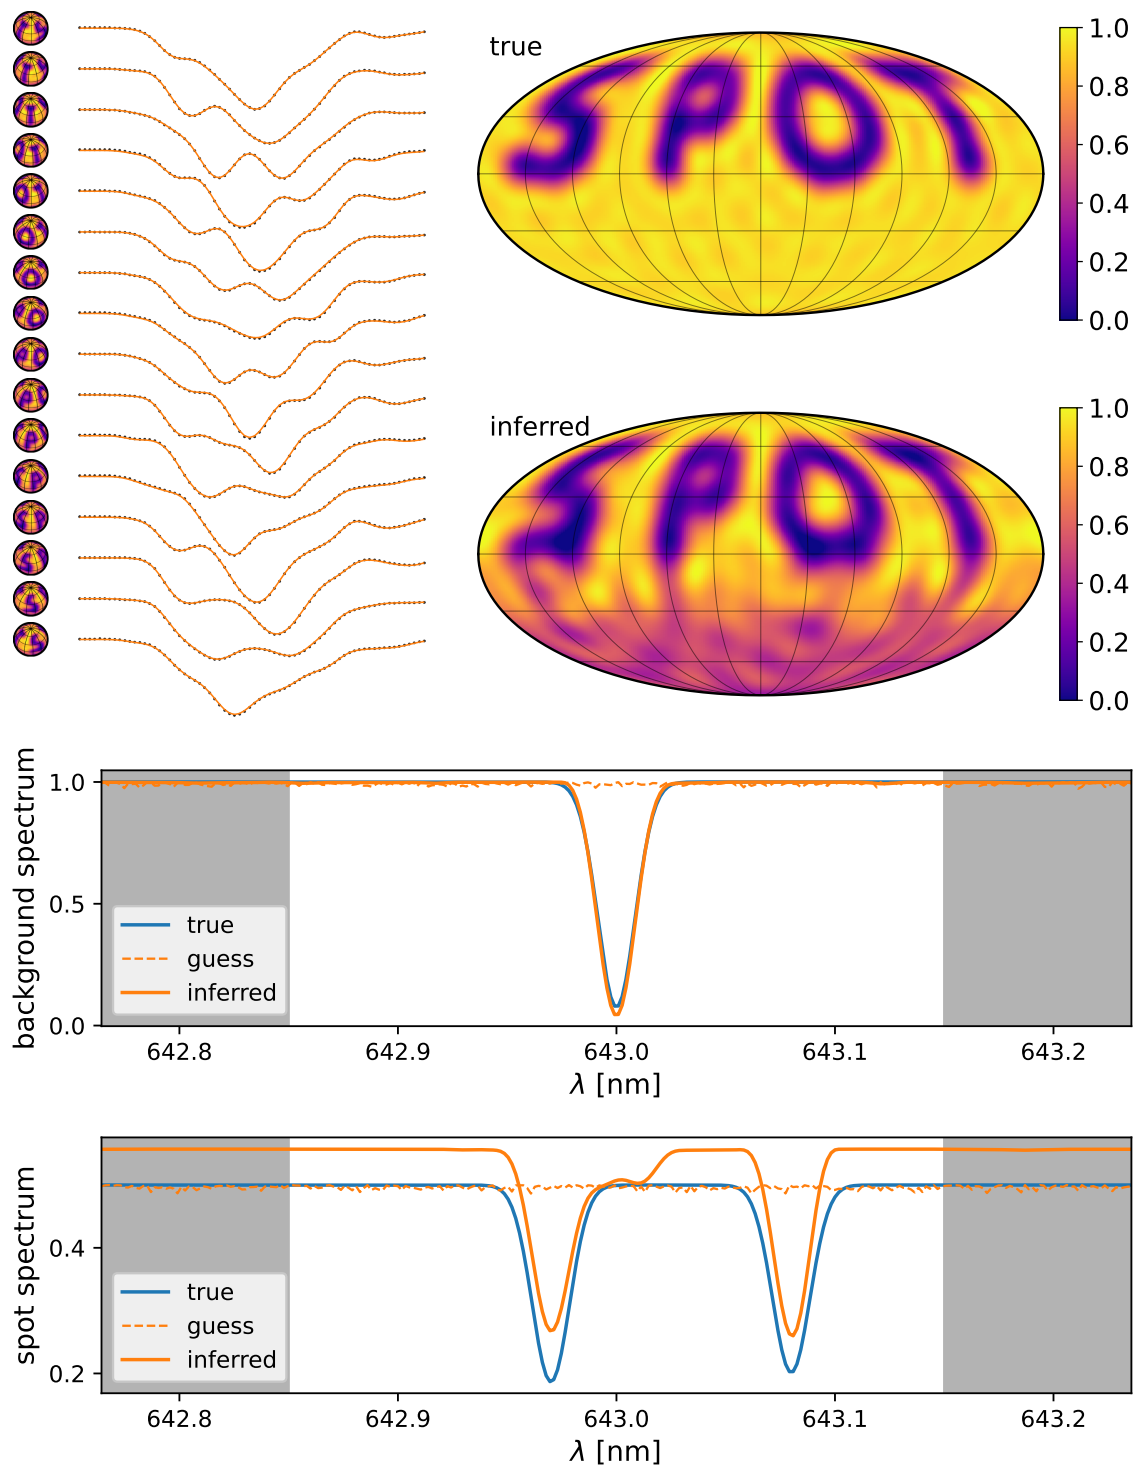 true
1.0
0.8
0.6
0.4
0.2
0.0
SPOT
inferred
1.0
0.8
0.6
0.4
0.2
0.0
SPOT
background spectrum
1.0
0.5
0.0
true
guess
inferred
642.8 642.9 643.0 643.1 643.2
λ [nm]
spot spectrum
0.4
0.2
true
guess
inferred
642.8 642.9 643.0 643.1 643.2
λ [nm]